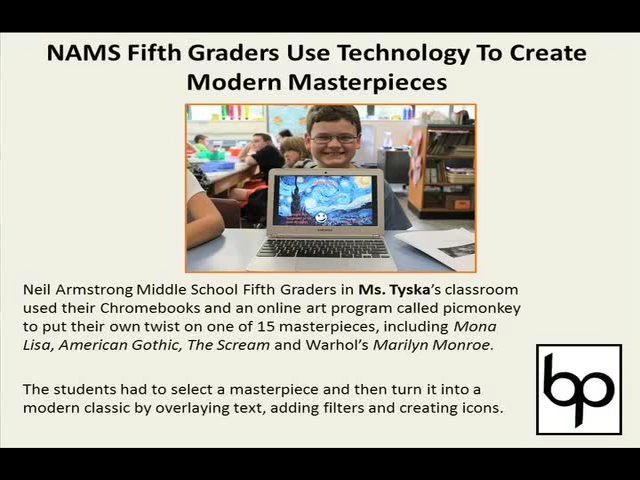 NAMS Fifth Graders Use Technology To Create
Modern Masterpieces
Neil Armstrong Middle School Fifth Graders in Ms. Tyska's classroom
used their Chromebooks and an online art program called picmonkey
to put their own twist on one of 15 masterpieces, including Mona
Lisa, American Gothic, The Scream and Warhol's Marilyn Monroe.
The students had to select a masterpiece and then turn it into a
modern classic by overlaying text, adding filters and creating icons.
bp